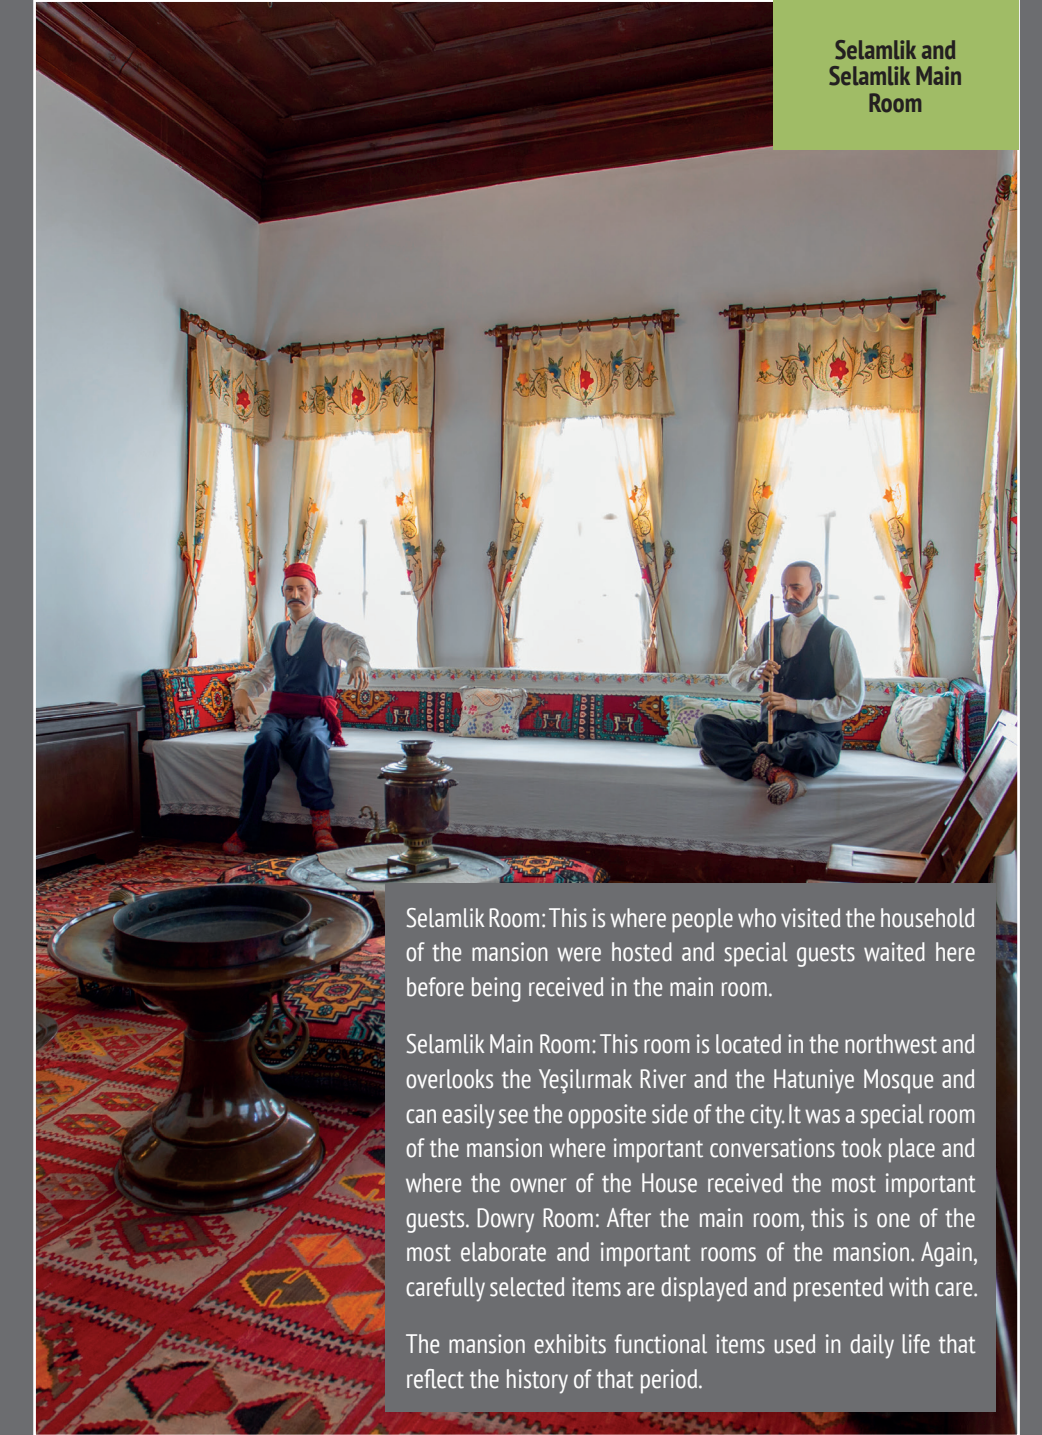 Selamlik and
Selamlik Main
Room
Selamlik Room: This is where people who visited the household
of the mansion were hosted and special guests waited here
before being received in the main room.
Selamlik Main Room: This room is located in the northwest and
overlooks the Yeşilırmak River and the Hatuniye Mosque and
can easily see the opposite side of the city. It was a special room
of the mansion where important conversations took place and
where the owner of the House received the most important
guests. Dowry Room: After the main room, this is one of the
most elaborate and important rooms of the mansion. Again,
carefully selected items are displayed and presented with care.
The mansion exhibits functional items used in daily life that
reflect the history of that period.